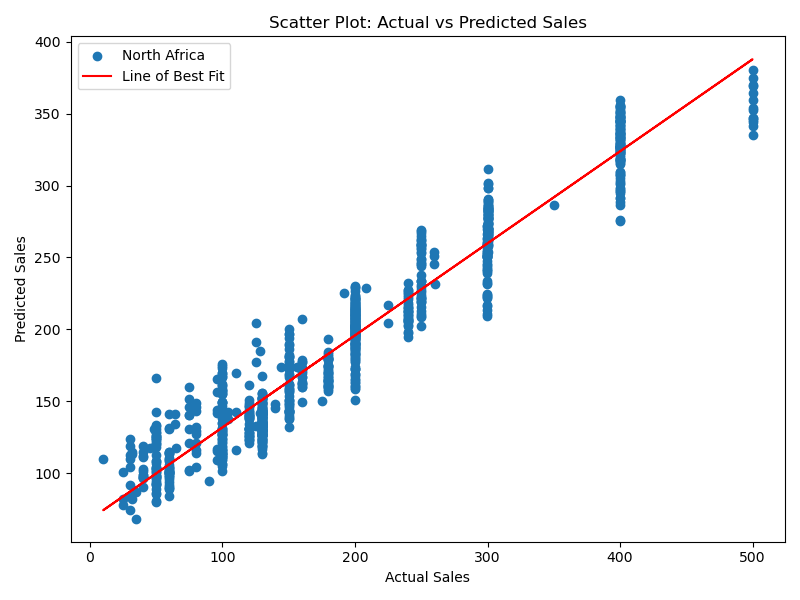 Scatter Plot: Actual vs Predicted Sales
400
350
300
250
200
150
100
Predicted Sales
North Africa
Line of Best Fit
0
100
200
300
400
500
Actual Sales